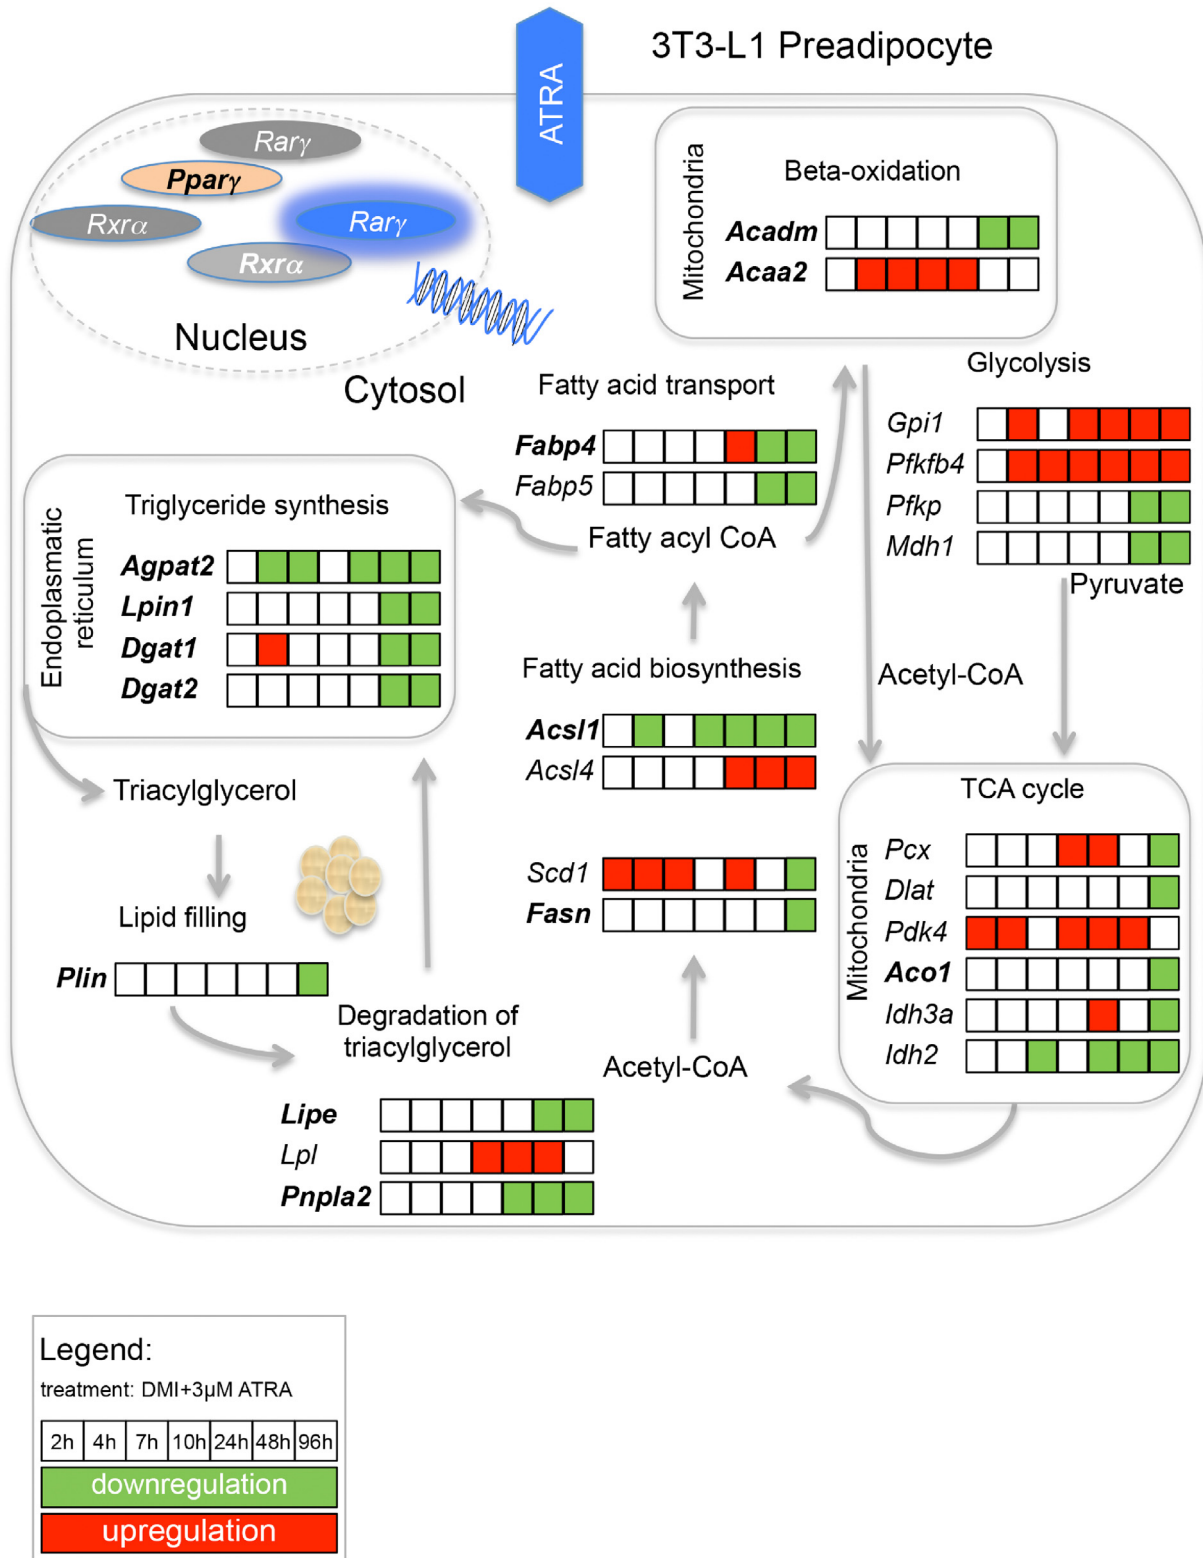 3T3-L1 Preadipocyte
ATRA
Rarγ
Pparγ
Rxrα
Rarγ
Rxrα
Nucleus
Cytosol
Mitochondria
Beta-oxidation
Acadm
Acaa2
Fatty acid transport
Fabp4
Fabp5
Fatty acyl CoA
Glycolysis
Gpi1
Pfkfb4
Pfkp
Mdh1
Pyruvate
Endoplasmatic
reticulum
Triglyceride synthesis
Agpat2
Lpin1
Dgat1
Dgat2
Fatty acid biosynthesis
Acsl1
Acsl4
Scd1
Fasn
Acetyl-CoA
Triacylglycerol
Lipid filling
Plin
Degradation of
triacylglycerol
Lipe
Lpl
Pnpla2
Acetyl-CoA
Mitochondria
TCA cycle
Pcx
Dlat
Pdk4
Aco1
Idh3a
Idh2
Legend:
treatment: DMI+3µM ATRA
2h 4h 7h 10h 24h 48h 96h
downregulation
upregulation